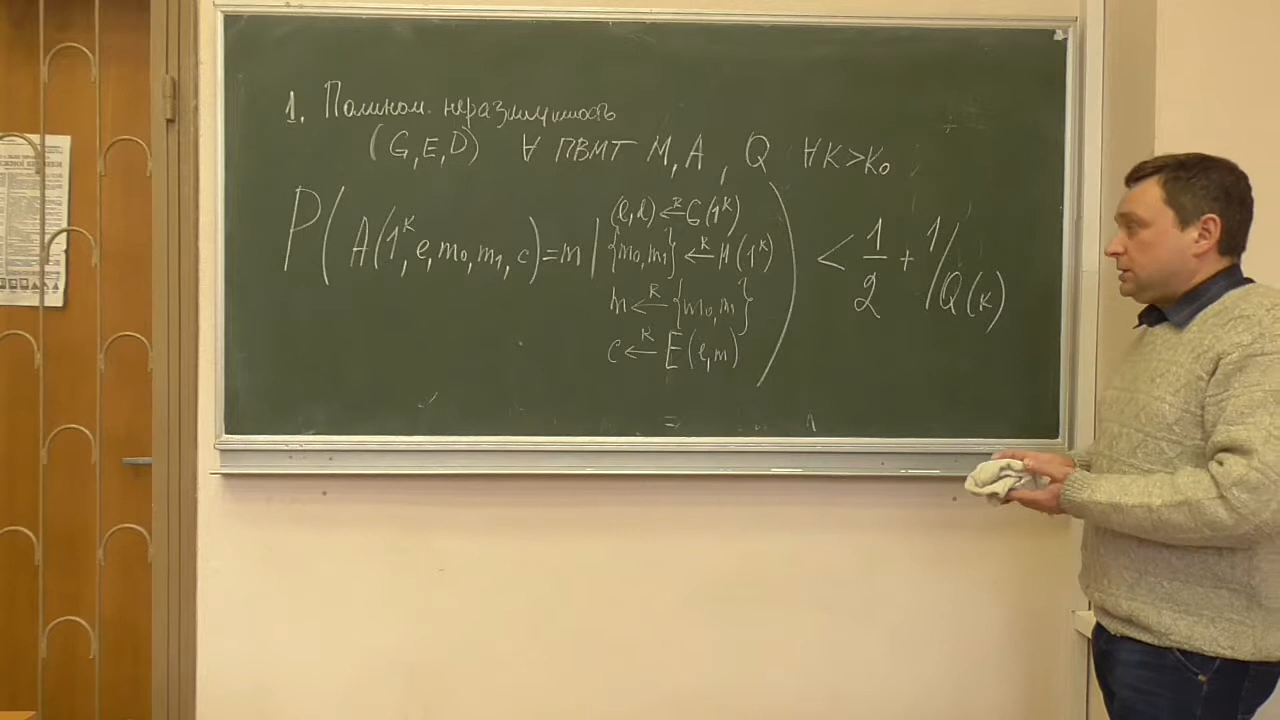 1. Полином. неразличимость
(G, E, D) ∀ ПВМТ M, A, Q ∀ K > K₀
P( A(1ᴷ, e, m₀, m₁, c) = m | (e, d) ←ᴿ G(1ᴷ) ) < 1/2 + 1/Q(K)
{m₀, m₁} ←ᴿ M(1ᴷ)
m ←ᴿ {m₀, m₁}
c ←ᴿ E(e, m)